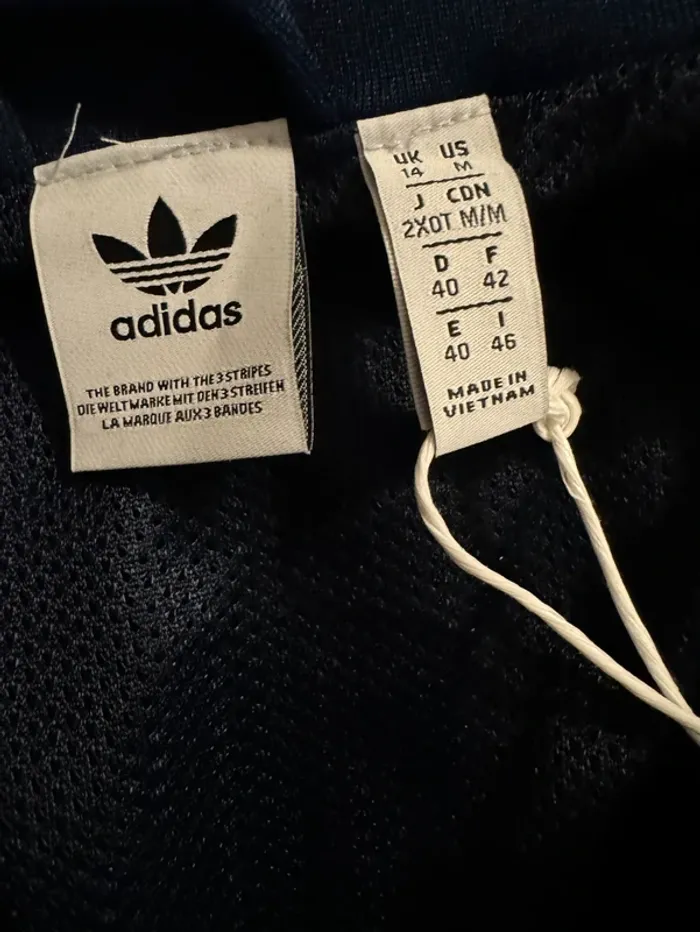 adidas
THE BRAND WITH THE 3 STRIPES
DIE WELTMARKE MIT DEN 3 STREIFEN
LA MARQUE AUX 3 BANDES
UK US
14 M
J CDN
2XOT M/M
D F
40 42
E I
40 46
MADE IN
VIETNAM